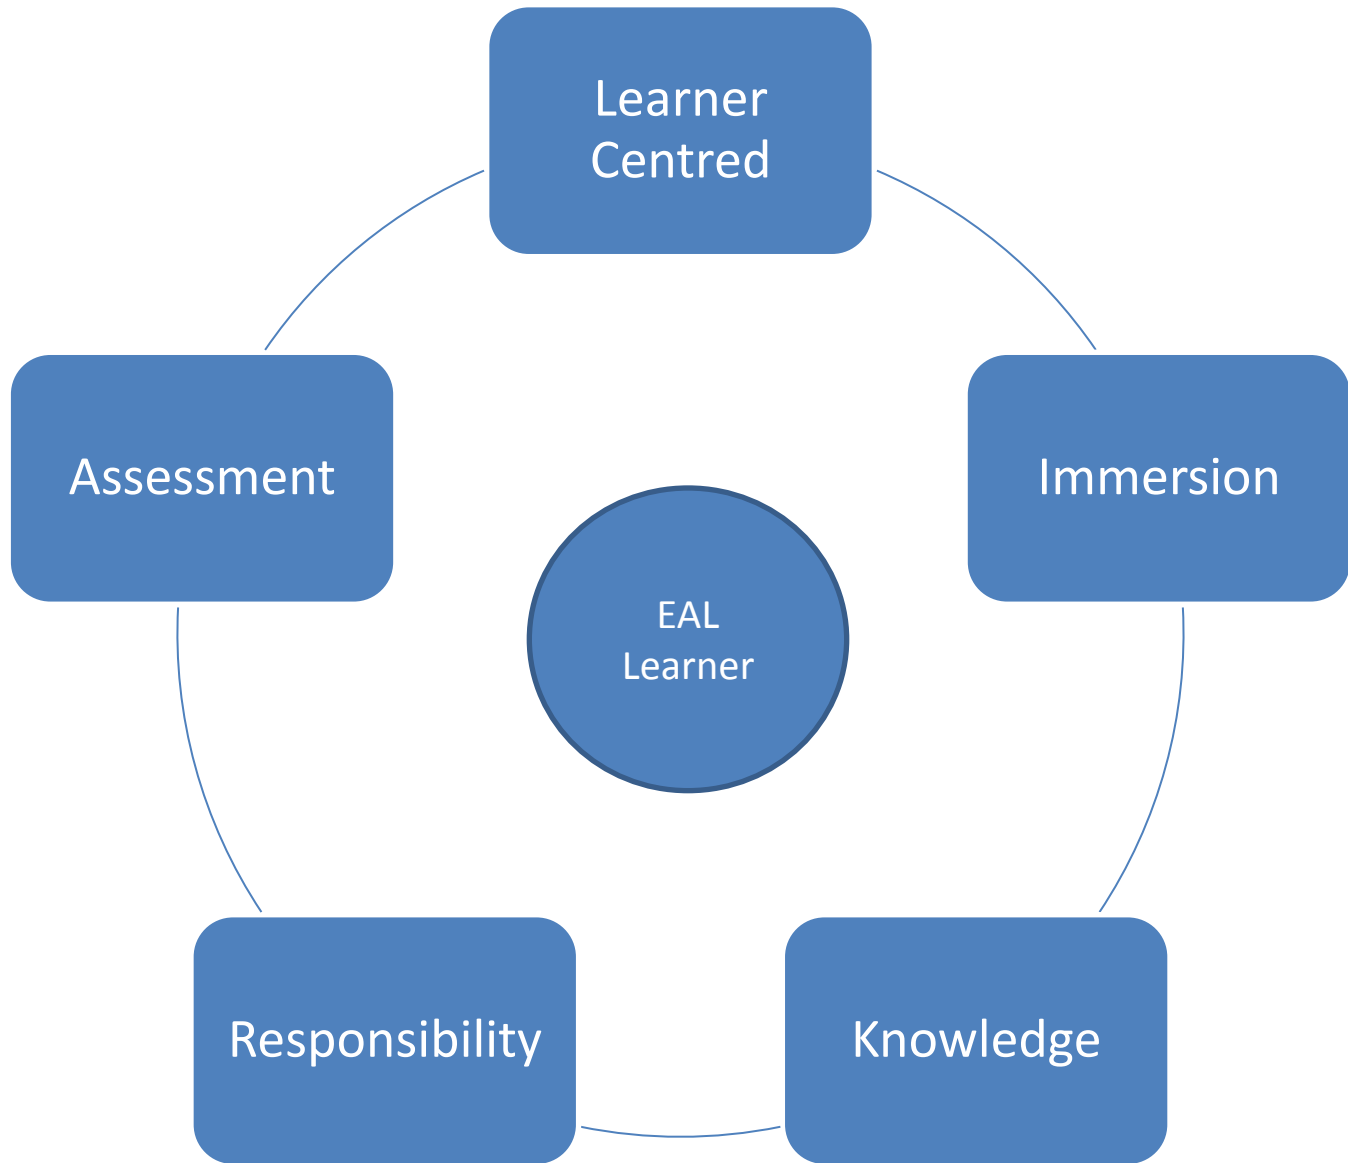 Learner
Centred
Assessment
Immersion
EAL
Learner
Responsibility
Knowledge